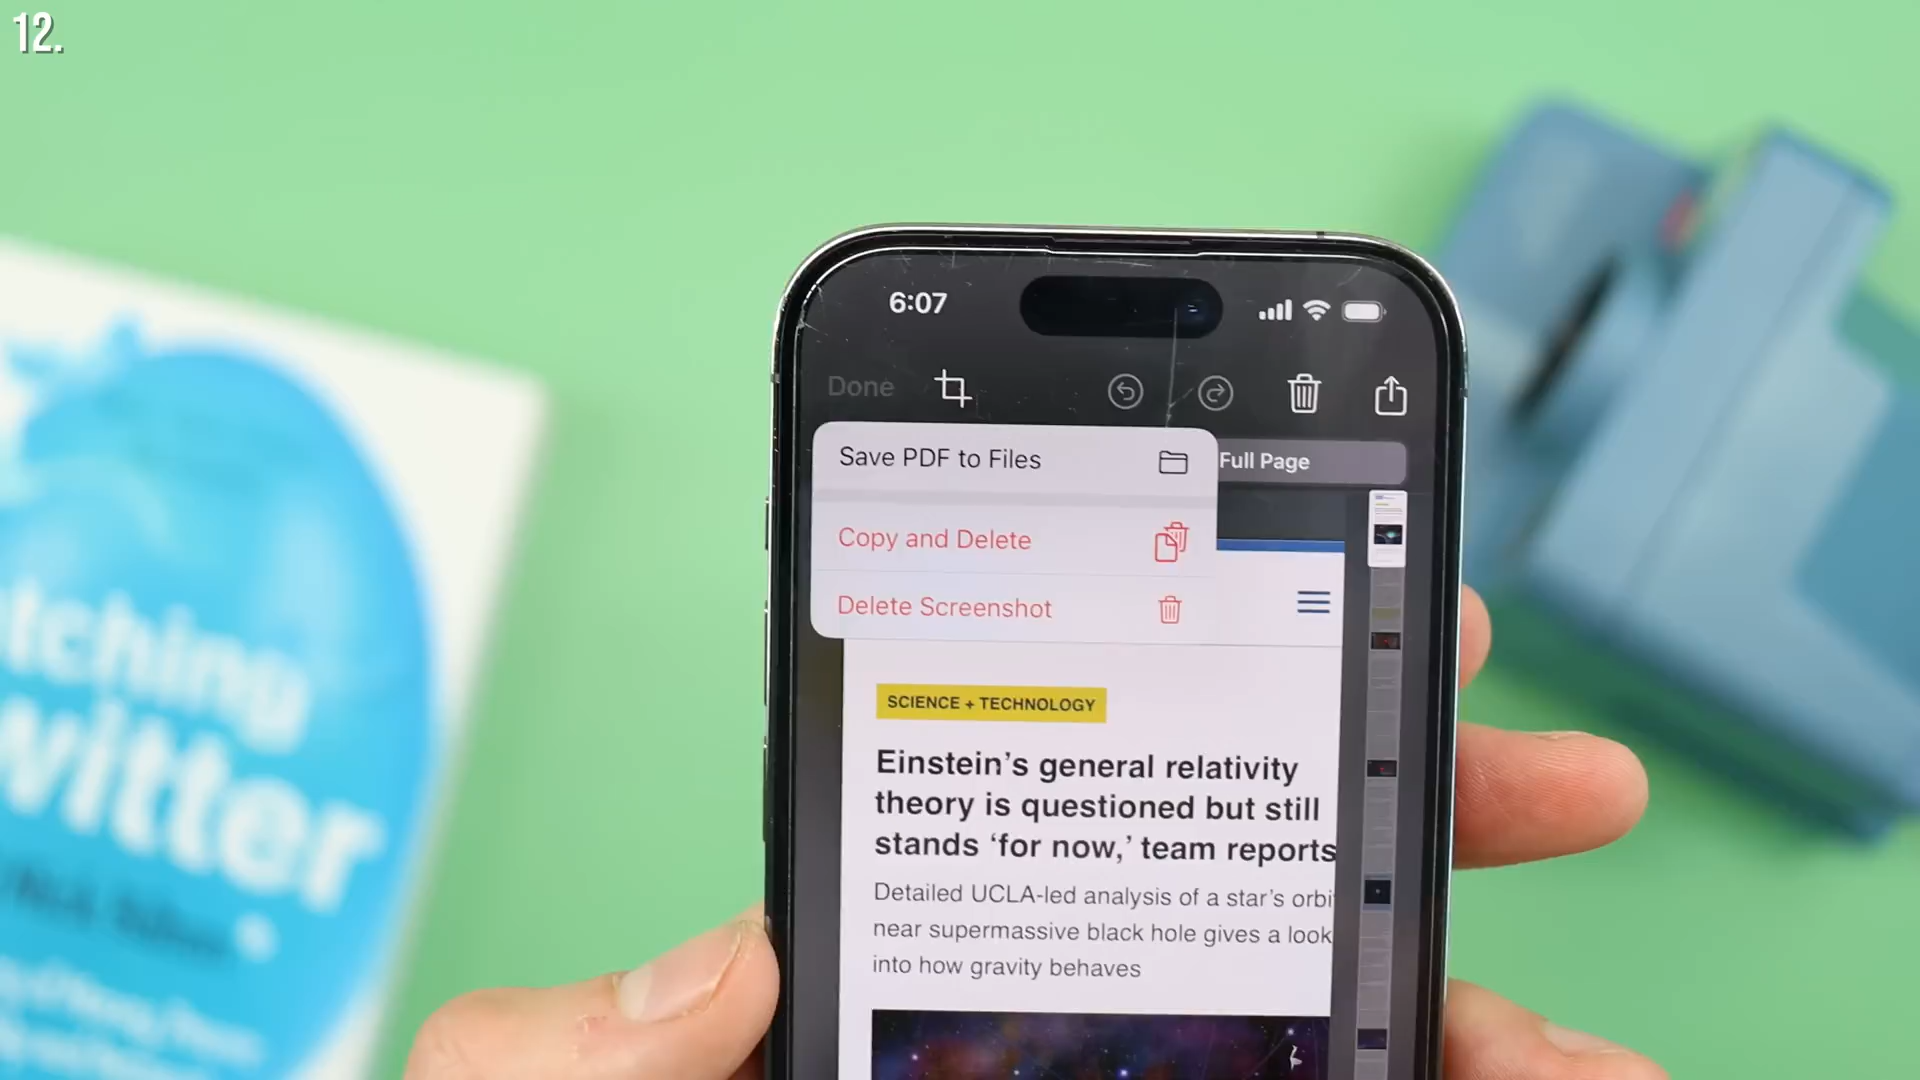 12.
6:07
Done
Save PDF to Files
Full Page
Copy and Delete
Delete Screenshot
SCIENCE + TECHNOLOGY
Einstein’s general relativity
theory is questioned but still
stands ‘for now,’ team reports
Detailed UCLA-led analysis of a star’s orbi
near supermassive black hole gives a look
into how gravity behaves
tching
witter